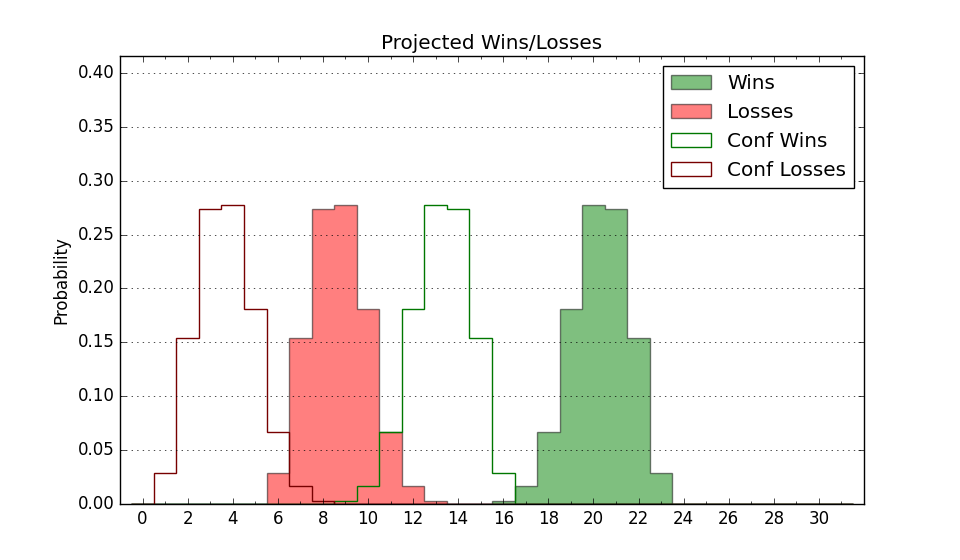 Projected Wins/Losses
0.40
0.35
0.30
0.25
0.20
0.15
0.10
0.05
0.00
Probability
Wins
Losses
Conf Wins
Conf Losses
0 2 4 6 8 10 12 14 16 18 20 22 24 26 28 30